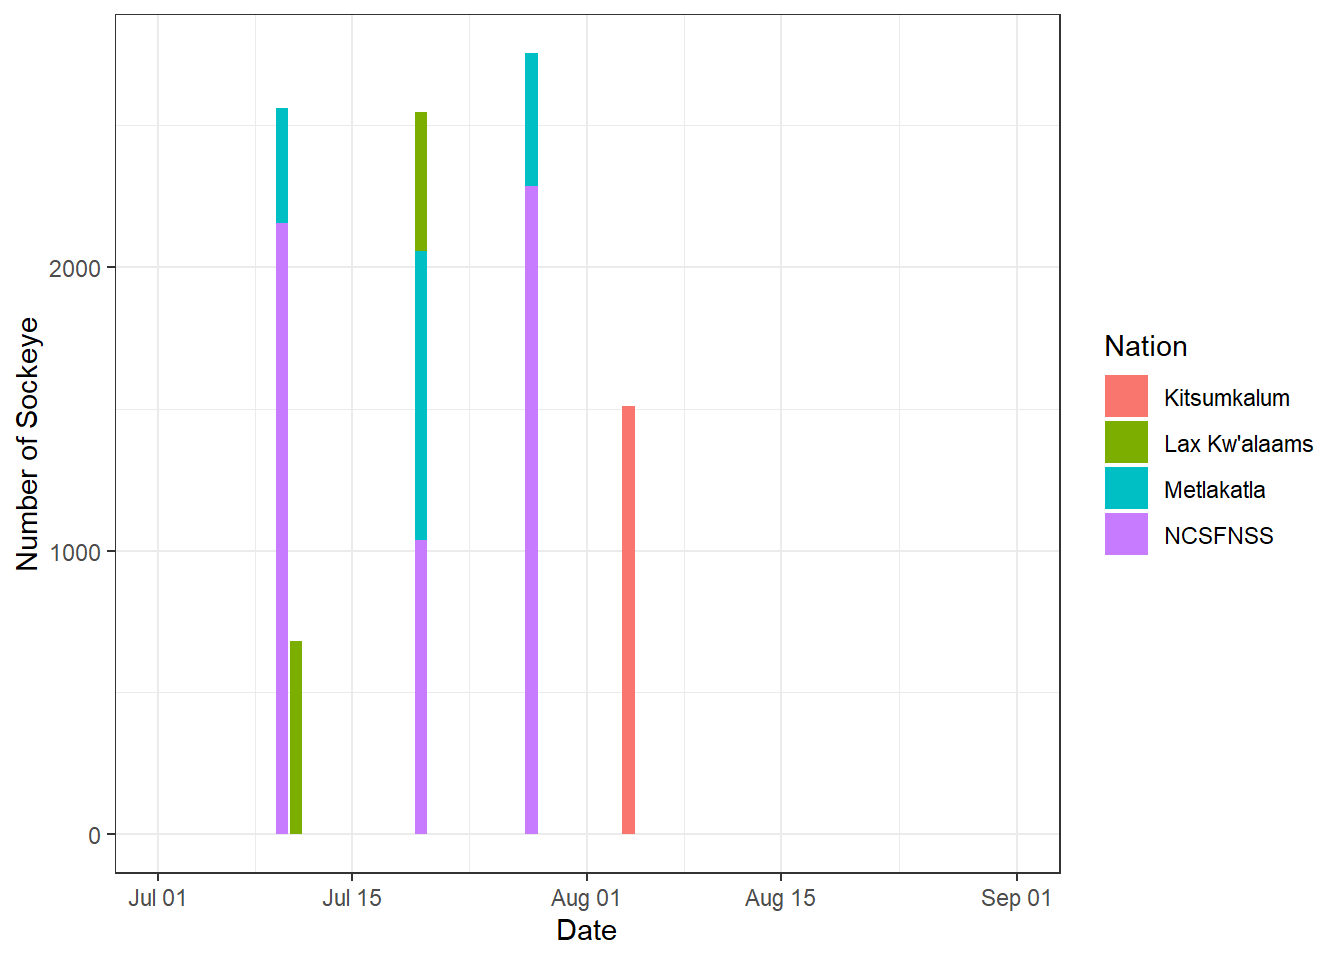 Number of Sockeye
2000
1000
0
Jul 01
Jul 15
Aug 01
Aug 15
Sep 01
Date
Nation
Kitsumkalum
Lax Kw'alaams
Metlakatla
NCSFNSS